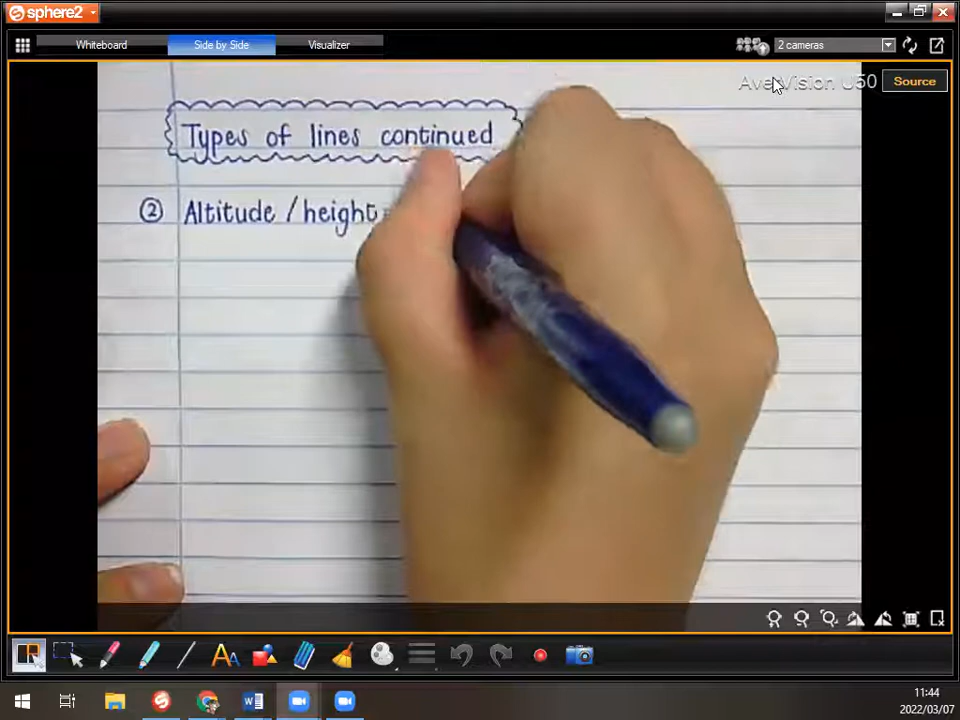 sphere2
Whiteboard
Side by Side
Visualizer
2 cameras
AverVision U50
Source
Types of lines continued
② Altitude / height
11:44
2022/03/07